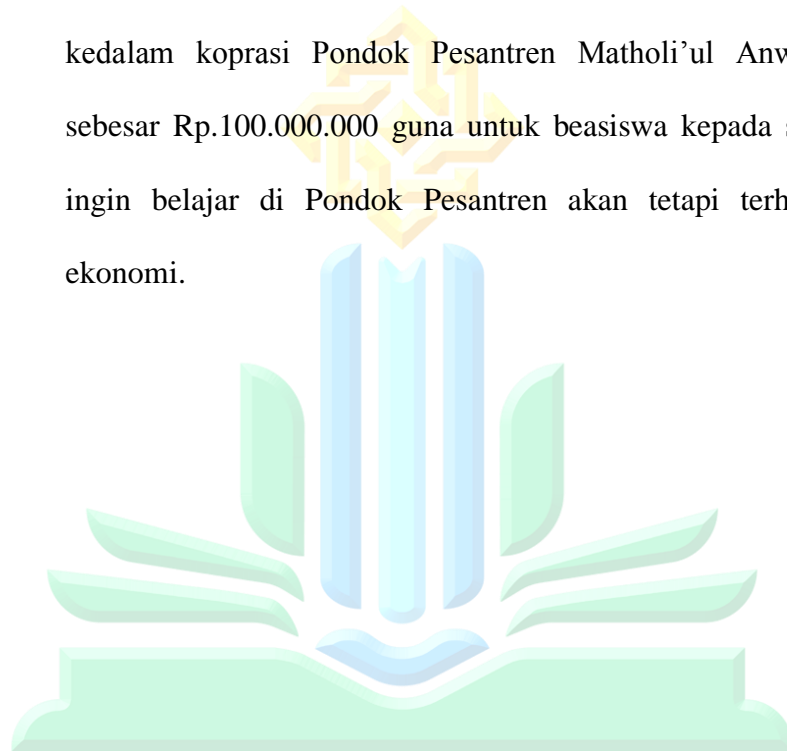 kedalam koprasi Pondok Pesantren Matholi’ul
sebesar Rp.100.000.000 guna untuk beasiswa kepada
ingin belajar di Pondok Pesantren akan tetapi
ekonomi.